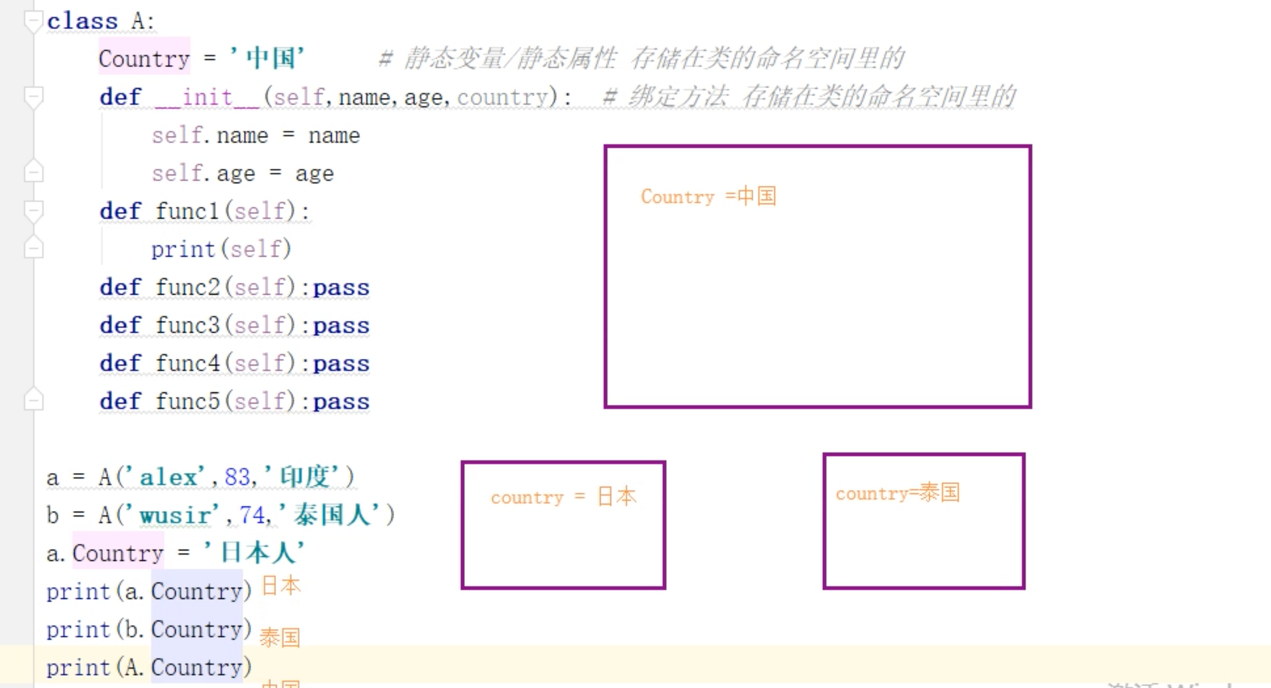 class A:
Country = '中国' # 静态变量/静态属性 存储在类的命名空间里的
def __init__(self,name,age,country): # 绑定方法 存储在类的命名空间里的
self.name = name
self.age = age
Country =中国
def func1(self):
print(self)
def func2(self):pass
def func3(self):pass
def func4(self):pass
def func5(self):pass
a = A('alex',83,'印度')
country = 日本
country=泰国
b = A('wusir',74,'泰国人')
a.Country = '日本人'
print(a.Country) 日本
print(b.Country) 泰国
print(A.Country) 中国